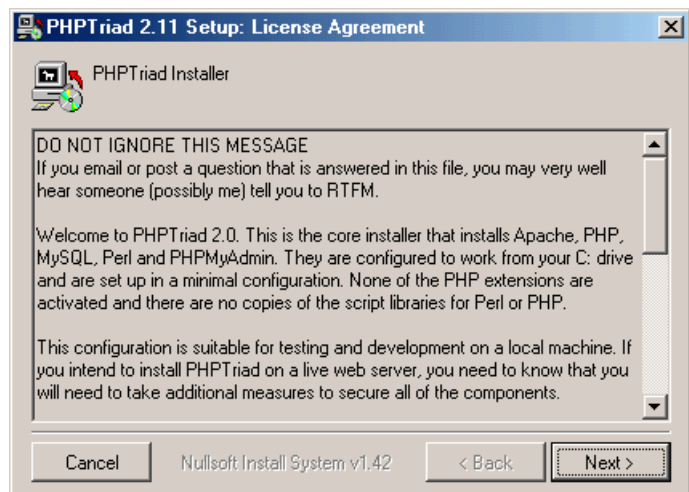 PHPTriad 2.11 Setup: License Agreement
PHPTriad Installer
DO NOT IGNORE THIS MESSAGE
If you email or post a question that is answered in this file, you may very well
hear someone (possibly me) tell you to RTFM.
Welcome to PHPTriad 2.0. This is the core installer that installs Apache, PHP,
MySQL, Perl and PHPMyAdmin. They are configured to work from your C: drive
and are set up in a minimal configuration. None of the PHP extensions are
activated and there are no copies of the script libraries for Perl or PHP.
This configuration is suitable for testing and development on a local machine. If
you intend to install PHPTriad on a live web server, you need to know that you
will need to take additional measures to secure all of the components.
Cancel
Nullsoft Install System v1.42
< Back
Next >